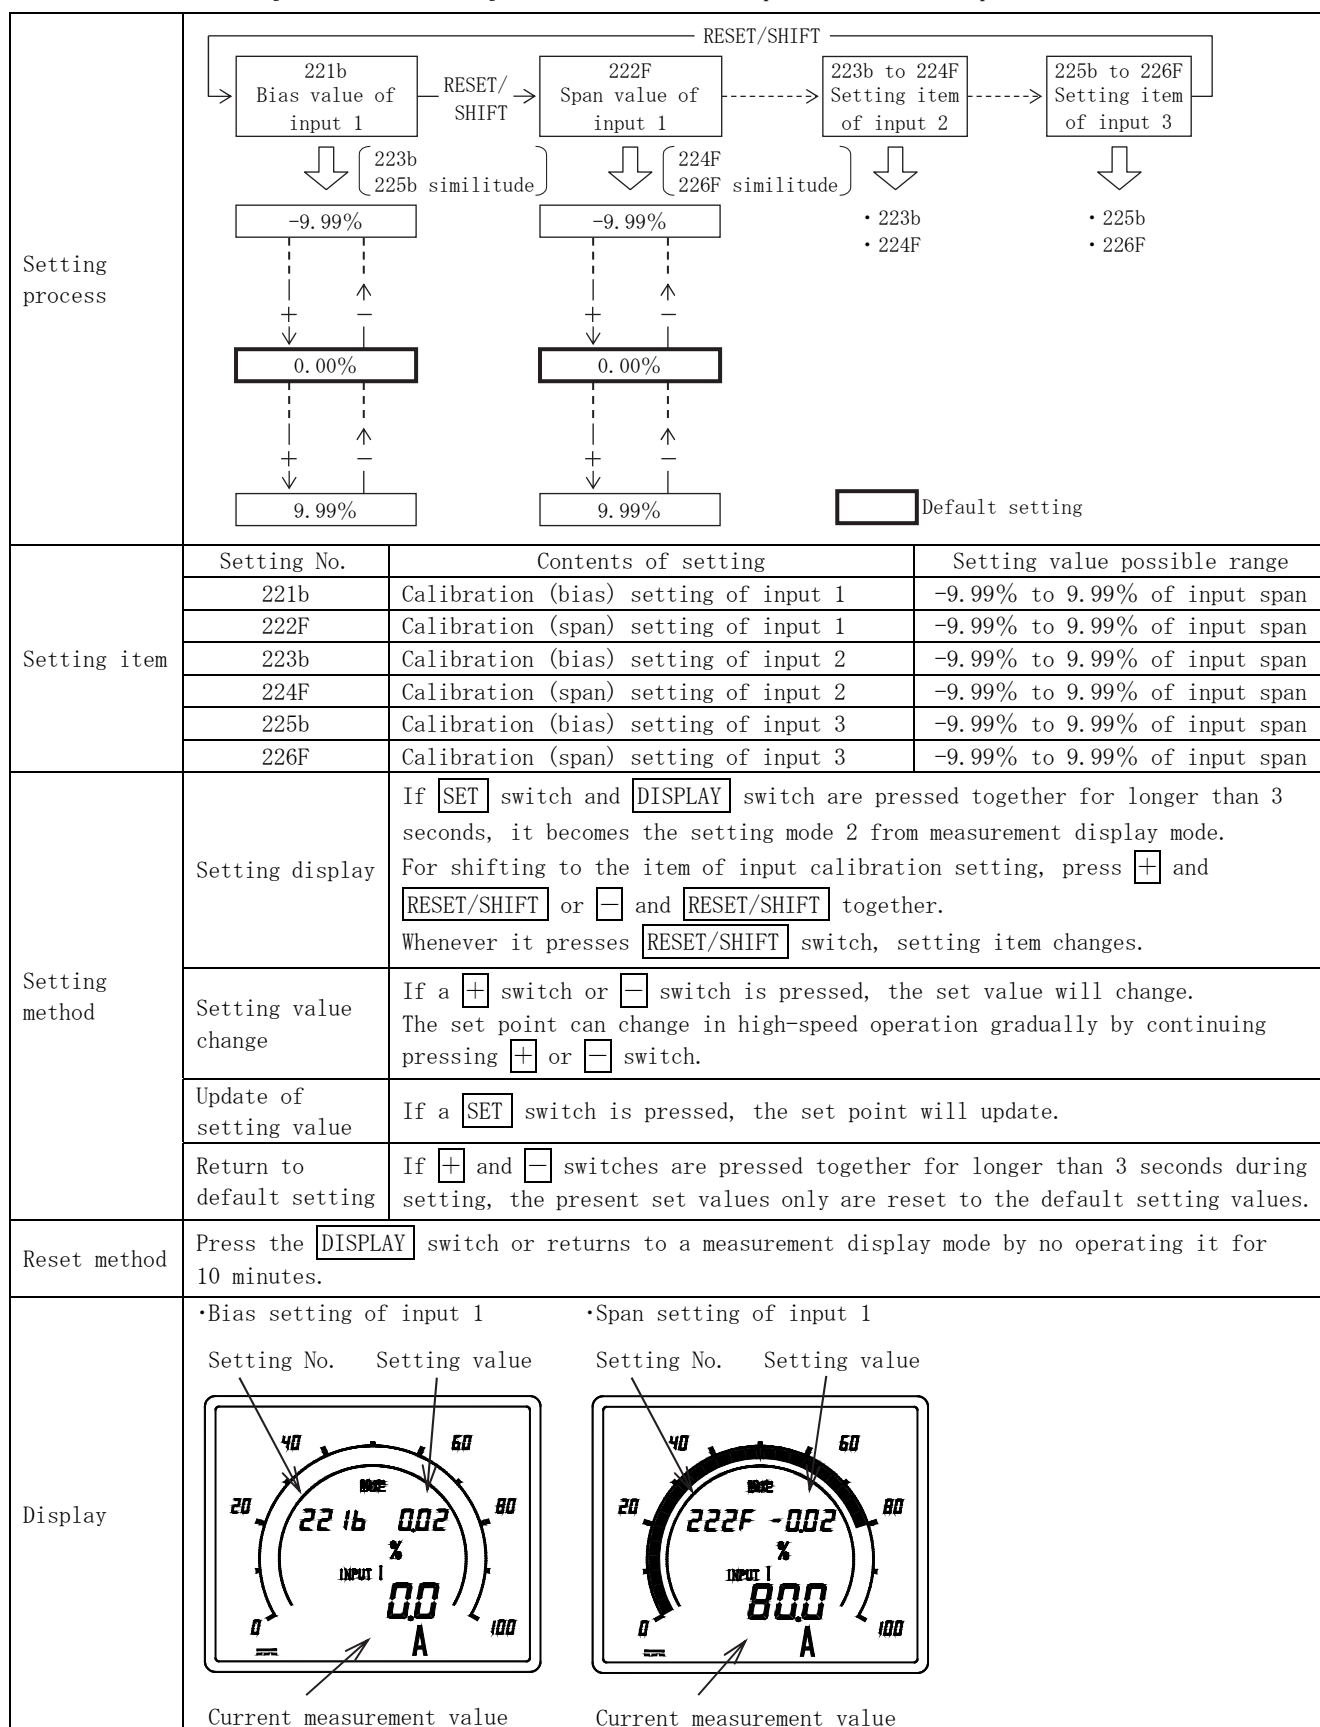 RESET/SHIFT
221b
Bias value of
input 1
RESET/
SHIFT
222F
Span value of
input 1
223b to 224F
Setting item
of input 2
225b to 226F
Setting item
of input 3
223b
225b similitude
224F
226F similitude
-9.99%
-9.99%
・223b
・224F
・225b
・226F
Setting
process
+ −
+ −
0.00%
0.00%
+ −
+ −
9.99%
9.99%
Default setting
Setting item
Setting No. Contents of setting Setting value possible range
221b Calibration (bias) setting of input 1 -9.99% to 9.99% of input span
222F Calibration (span) setting of input 1 -9.99% to 9.99% of input span
223b Calibration (bias) setting of input 2 -9.99% to 9.99% of input span
224F Calibration (span) setting of input 2 -9.99% to 9.99% of input span
225b Calibration (bias) setting of input 3 -9.99% to 9.99% of input span
226F Calibration (span) setting of input 3 -9.99% to 9.99% of input span
Setting
method
Setting display
If SET switch and DISPLAY switch are pressed together for longer than 3
seconds, it becomes the setting mode 2 from measurement display mode.
For shifting to the item of input calibration setting, press + and
RESET/SHIFT or − and RESET/SHIFT together.
Whenever it presses RESET/SHIFT switch, setting item changes.
Setting value
change
If a + switch or − switch is pressed, the set value will change.
The set point can change in high-speed operation gradually by continuing
pressing + or − switch.
Update of
setting value
If a SET switch is pressed, the set point will update.
Return to
default setting
If + and − switches are pressed together for longer than 3 seconds during
setting, the present set values only are reset to the default setting values.
Reset method
Press the DISPLAY switch or returns to a measurement display mode by no operating it for
10 minutes.
Display
・Bias setting of input 1
Setting No. Setting value
40 60
20 80
221b 0.02
%
INPUT 1
0.0
0 100
A
Current measurement value
・Span setting of input 1
Setting No. Setting value
40 60
20 80
222F -0.02
%
INPUT 1
80.0
0 100
A
Current measurement value